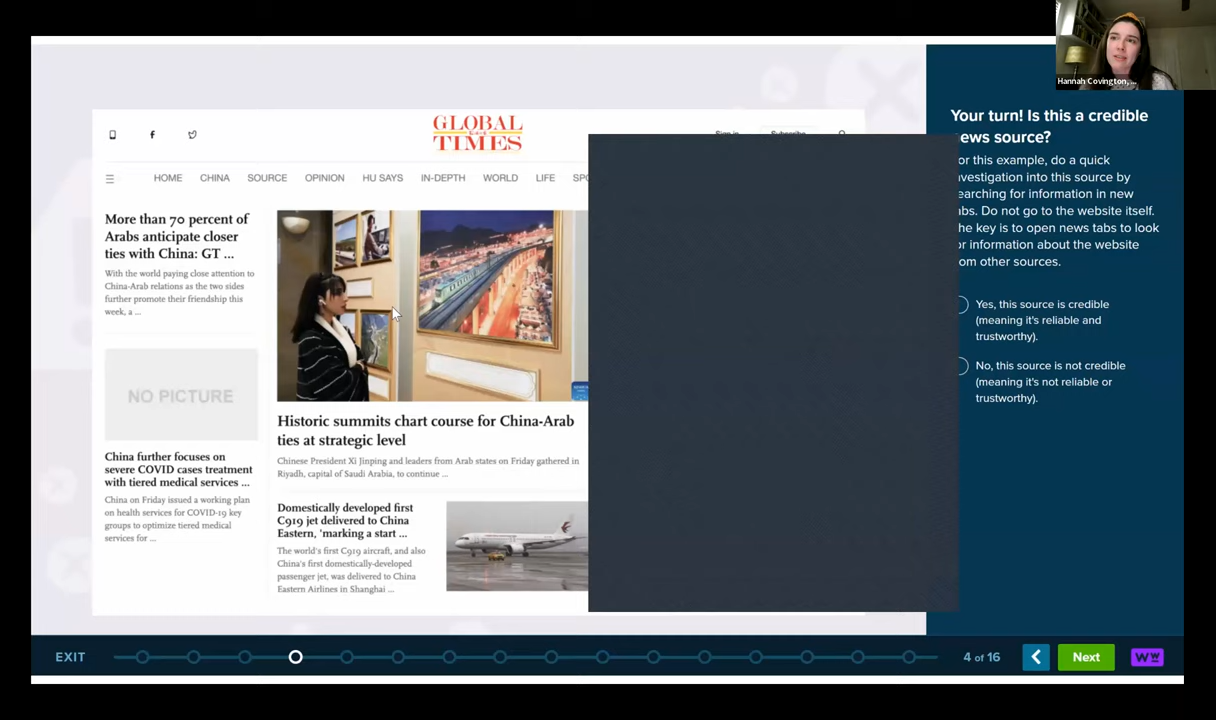 Hannah Covington, ...
GLOBAL
TIMES
HOME CHINA SOURCE OPINION HU SAYS IN-DEPTH WORLD LIFE SPO
More than 70 percent of
Arabs anticipate closer
ties with China: GT ...
With the world paying close attention to
China-Arab relations as the two sides
further promote their friendship this
week, a ...
NO PICTURE
China further focuses on
severe COVID cases treatment
with tiered medical services ...
China on Friday issued a working plan
on health services for COVID-19 key
groups to optimize tiered medical
services for ...
Historic summits chart course for China-Arab
ties at strategic level
Chinese President Xi Jinping and leaders from Arab states on Friday gathered in
Riyadh, capital of Saudi Arabia, to continue ...
Domestically developed first
C919 jet delivered to China
Eastern, 'marking a start ...
The world's first C919 aircraft, and also
China's first domestically-developed
passenger jet, was delivered to China
Eastern Airlines in Shanghai ...
Your turn! Is this a credible
ews source?
or this example, do a quick
nvestigation into this source by
earching for information in new
abs. Do not go to the website itself.
he key is to open news tabs to look
or information about the website
om other sources.
Yes, this source is credible
(meaning it's reliable and
trustworthy).
No, this source is not credible
(meaning it's not reliable or
trustworthy).
EXIT
4 of 16
Next